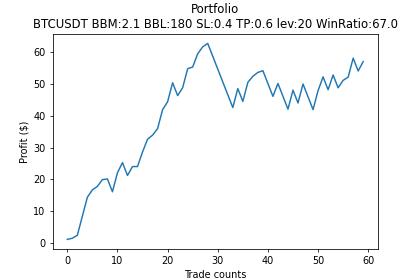 Portfolio
BTCUSDT BBM:2.1 BBL:180 SL:0.4 TP:0.6 lev:20 WinRatio:67.0
60
50
40
30
20
10
0
Profit ($)
0 10 20 30 40 50 60
Trade counts